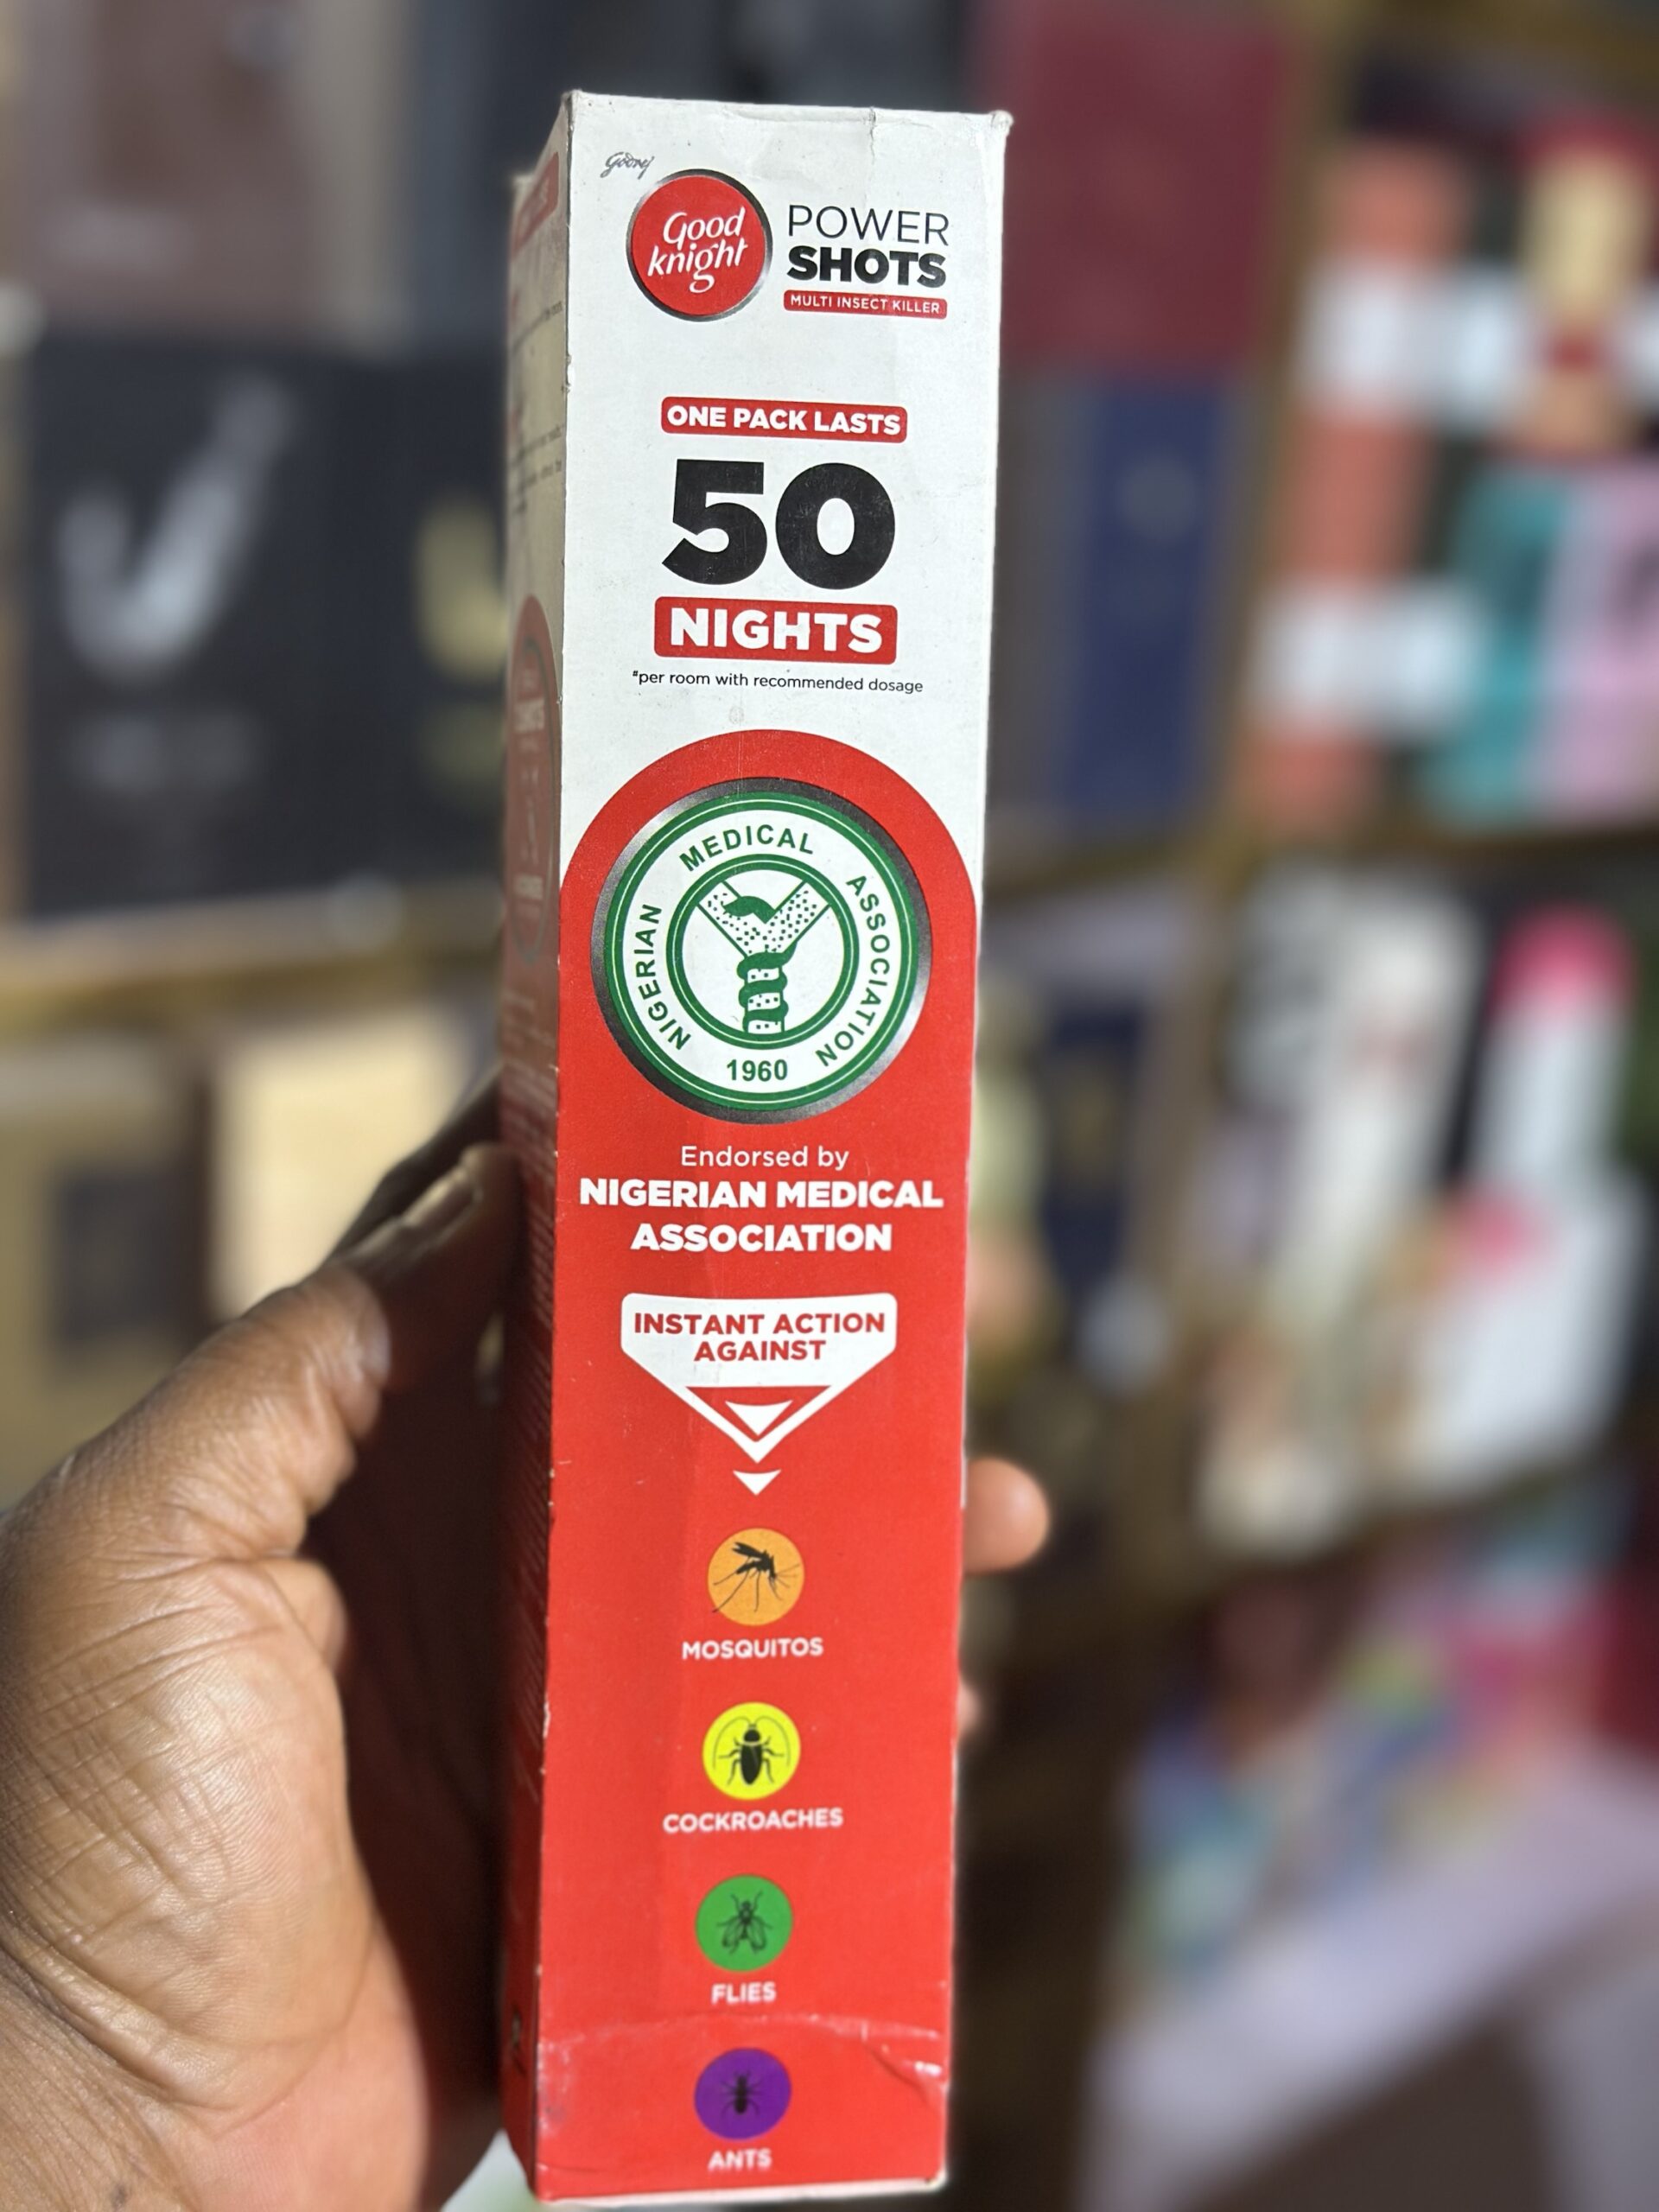 Godrej
Good
knight
POWER
SHOTS
MULTI INSECT KILLER
ONE PACK LASTS
50
NIGHTS
#per room with recommended dosage
NIGERIAN MEDICAL ASSOCIATION
1960
Endorsed by
NIGERIAN MEDICAL
ASSOCIATION
INSTANT ACTION
AGAINST
MOSQUITOS
COCKROACHES
FLIES
ANTS